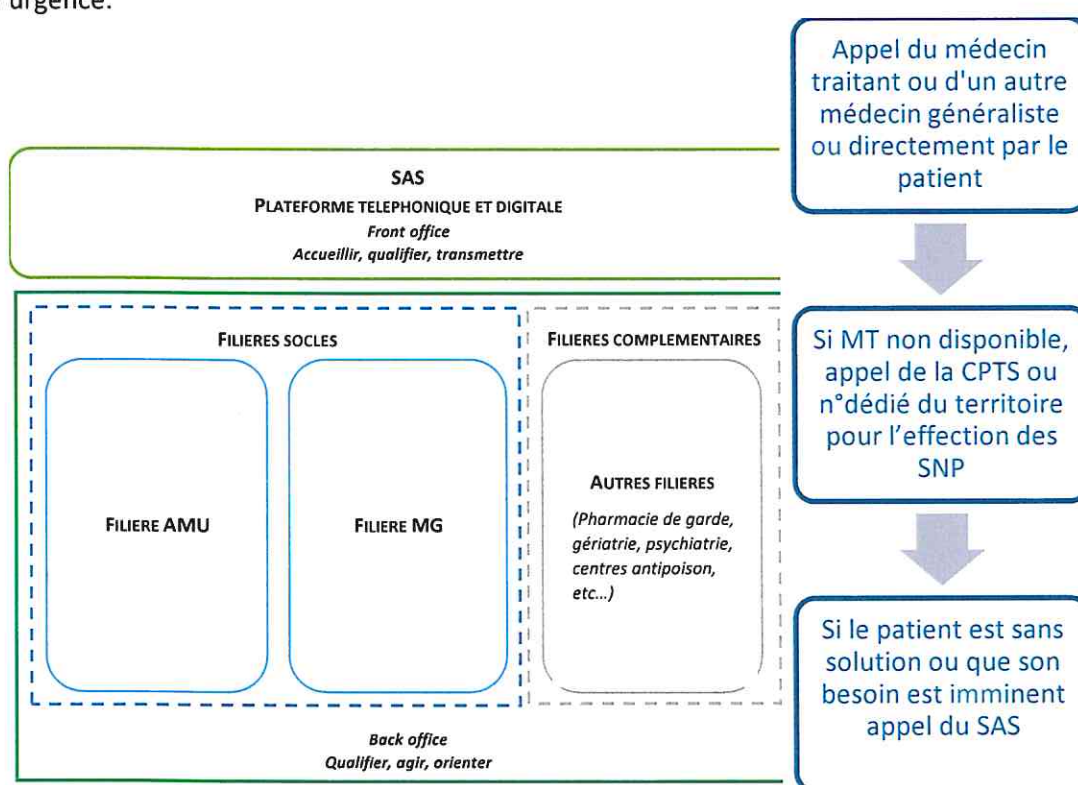 urgence.
SAS
PLATEFORME TELEPHONIQUE ET DIGITALE
Front office
Accueillir, qualifier, transmettre
FILIERES SOCLES
FILIERE AMU
FILIERE MG
FILIERES COMPLEMENTAIRES
AUTRES FILIERES
(Pharmacie de garde,
gériatrie, psychiatrie,
centres antipoison,
etc...)
Back office
Qualifier, agir, orienter
Appel du médecin
traitant ou d'un autre
médecin généraliste
ou directement par le
patient
Si MT non disponible,
appel de la CPTS ou
n°dédié du territoire
pour l'effection des
SNP
Si le patient est sans
solution ou que son
besoin est imminent
appel du SAS